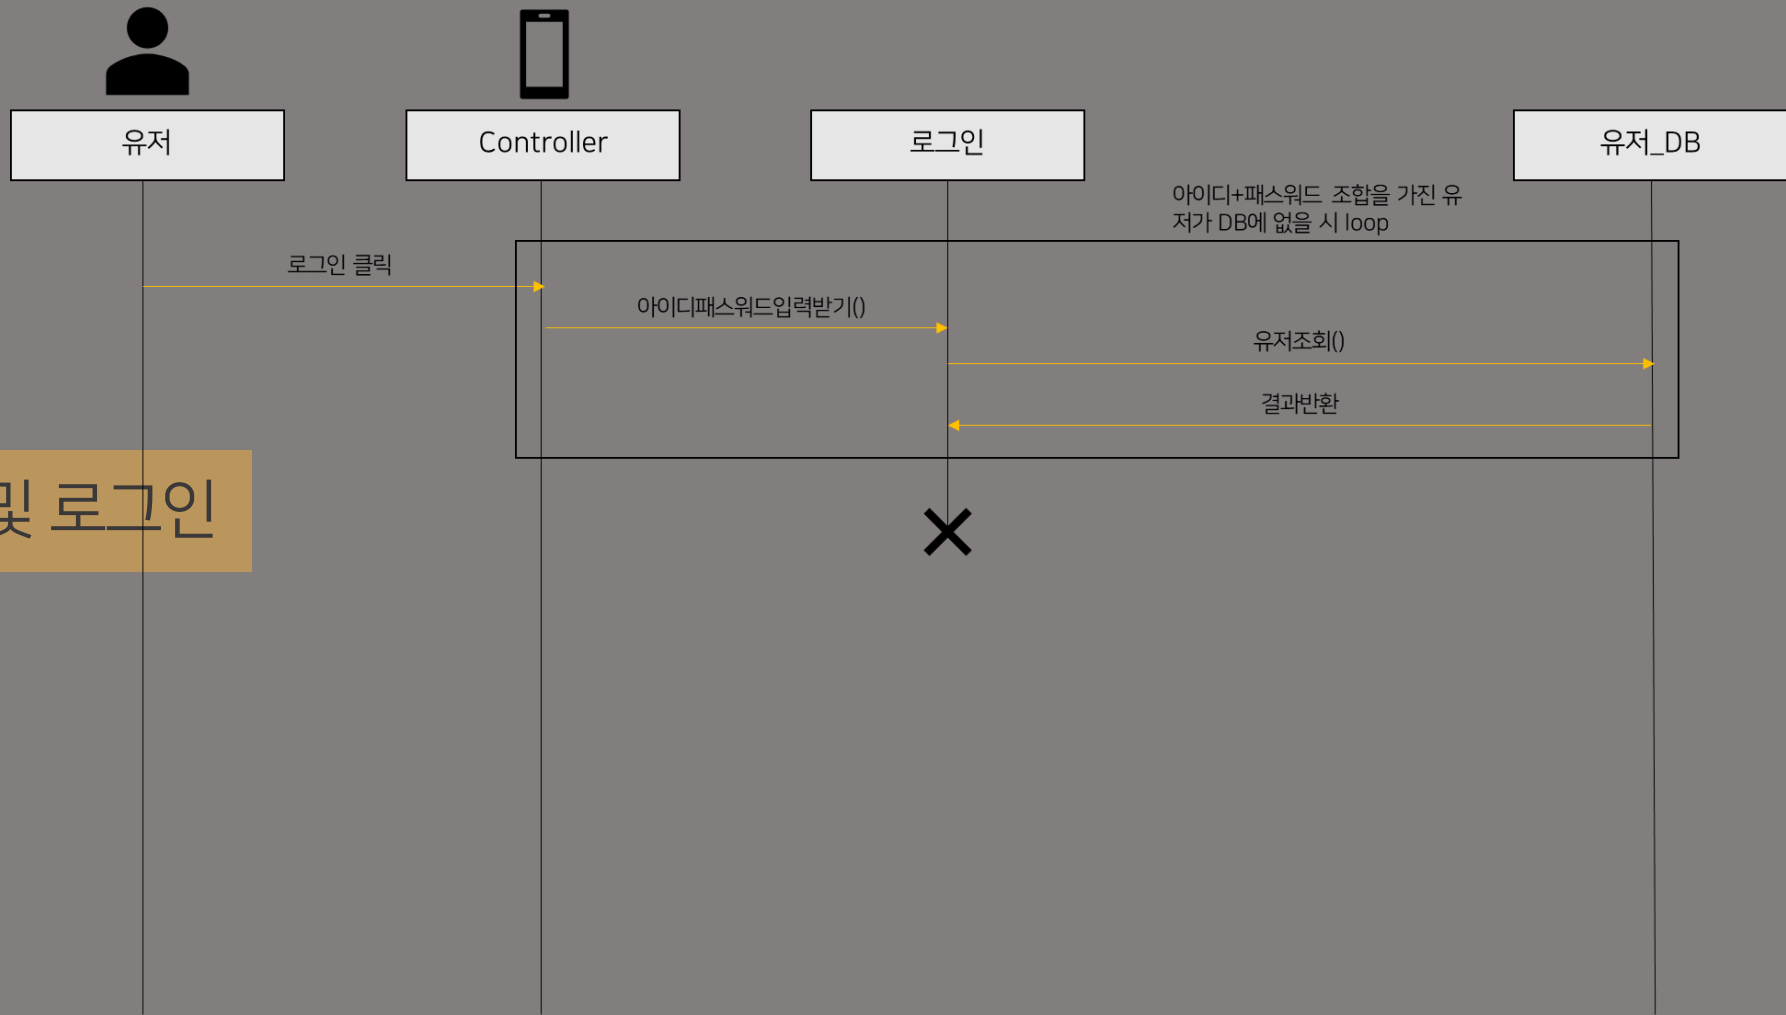 유저
Controller
로그인
유저_DB
아이디+패스워드 조합을 가진 유
저가 DB에 없을 시 loop
로그인 클릭
아이디패스워드입력받기()
유저조회()
결과반환
및 로그인